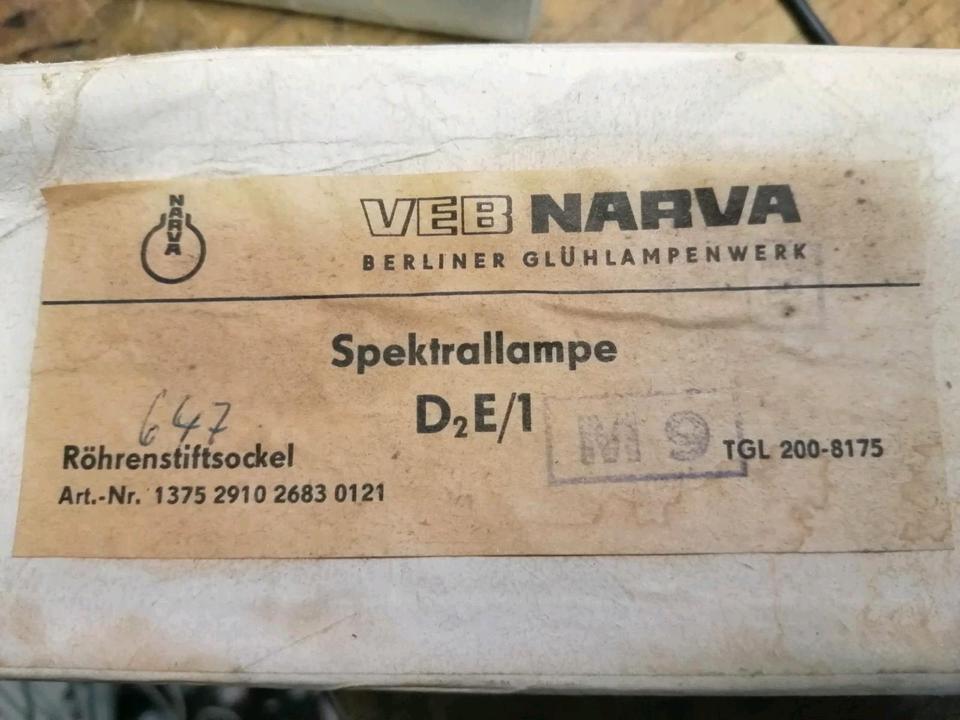 NARVA
VEB NARVA
BERLINER GLÜHLAMPENWERK
Spektrallampe
D₂E/1
647
M 9
Röhrenstiftsockel
TGL 200-8175
Art.-Nr. 1375 2910 2683 0121